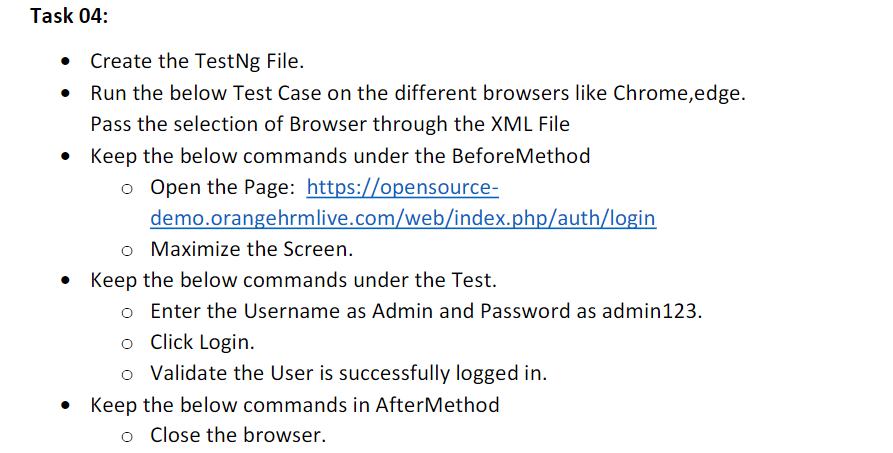 Task 04:
• Create the TestNg File.
• Run the below Test Case on the different browsers like Chrome,edge.
Pass the selection of Browser through the XML File
• Keep the below commands under the BeforeMethod
o Open the Page: https://opensource-
demo.orangehrmlive.com/web/index.php/auth/login
o Maximize the Screen.
• Keep the below commands under the Test.
o Enter the Username as Admin and Password as admin123.
o Click Login.
o Validate the User is successfully logged in.
• Keep the below commands in AfterMethod
o Close the browser.